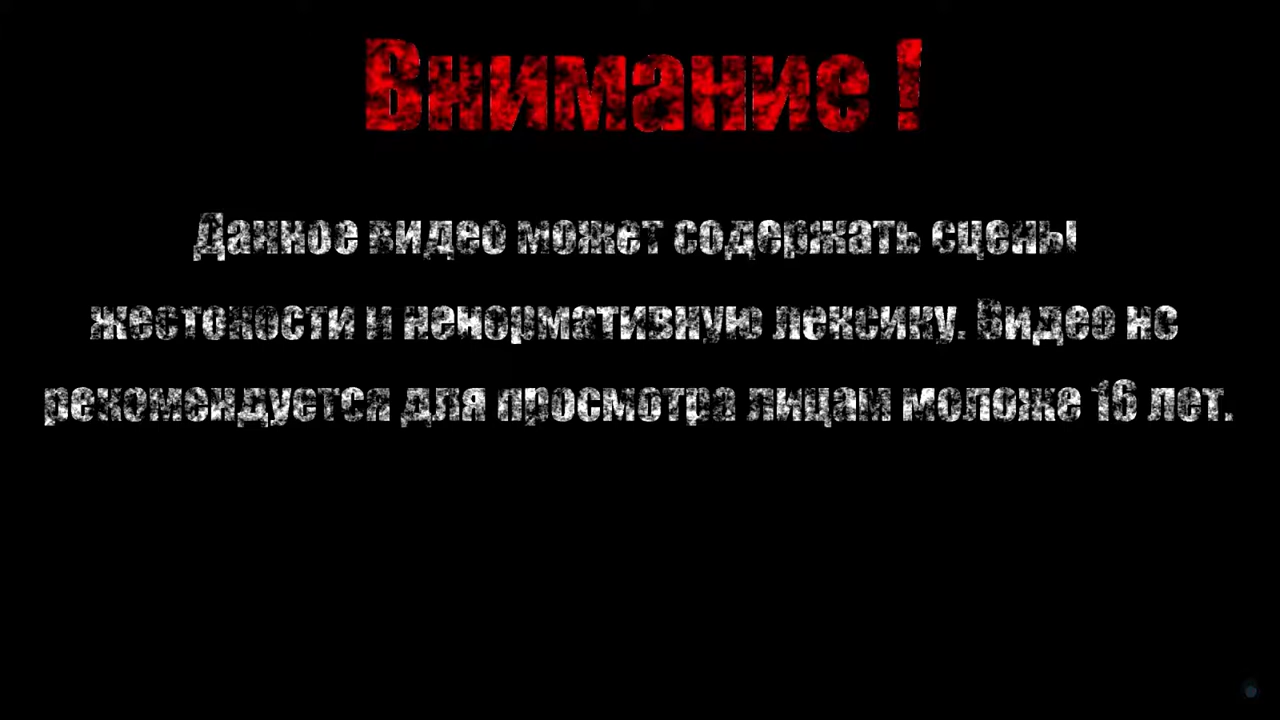 Внимание !
Данное видео может содержать сцены
жестокости и ненормативную лексику. Видео не
рекомендуется для просмотра лицам моложе 16 лет.